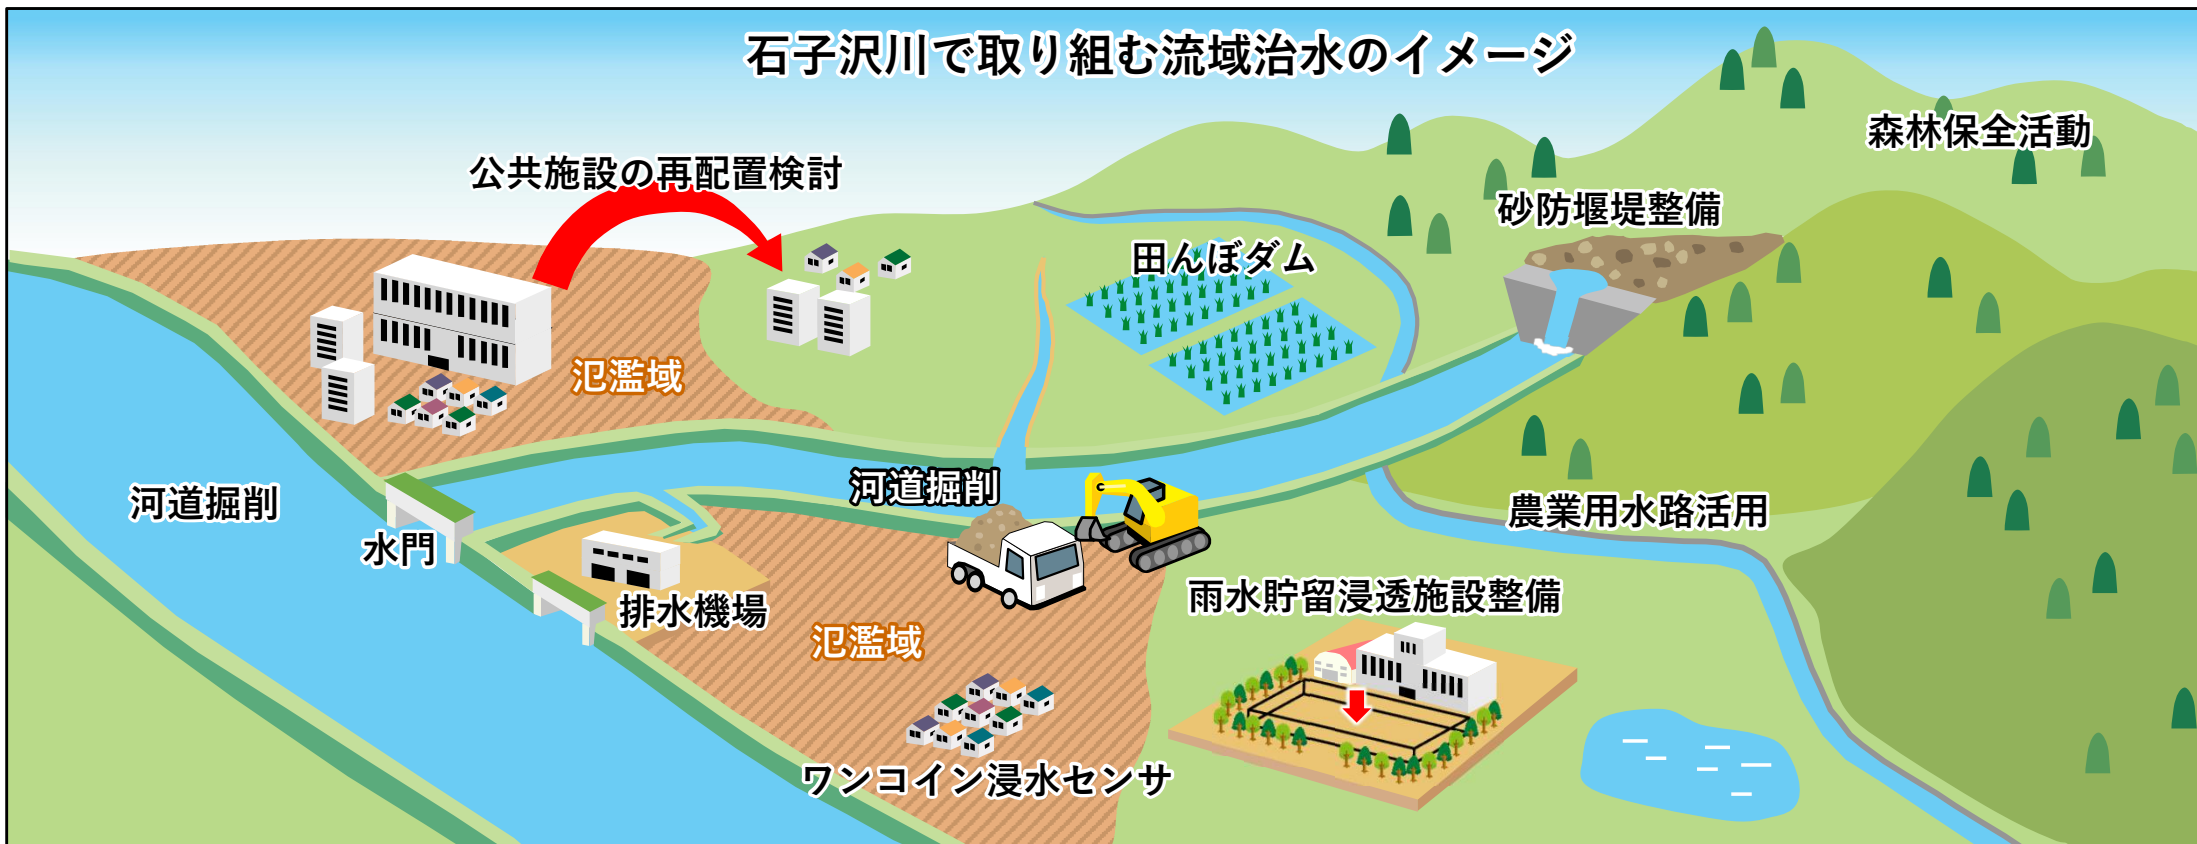 石子沢川で取り組む流域治水のイメージ
森林保全活動
公共施設の再配置検討
砂防堰堤整備
田んぼダム
氾濫域
河道掘削
河道掘削
農業用水路活用
水門
排水機場
雨水貯留浸透施設整備
氾濫域
ワンコイン浸水センサ